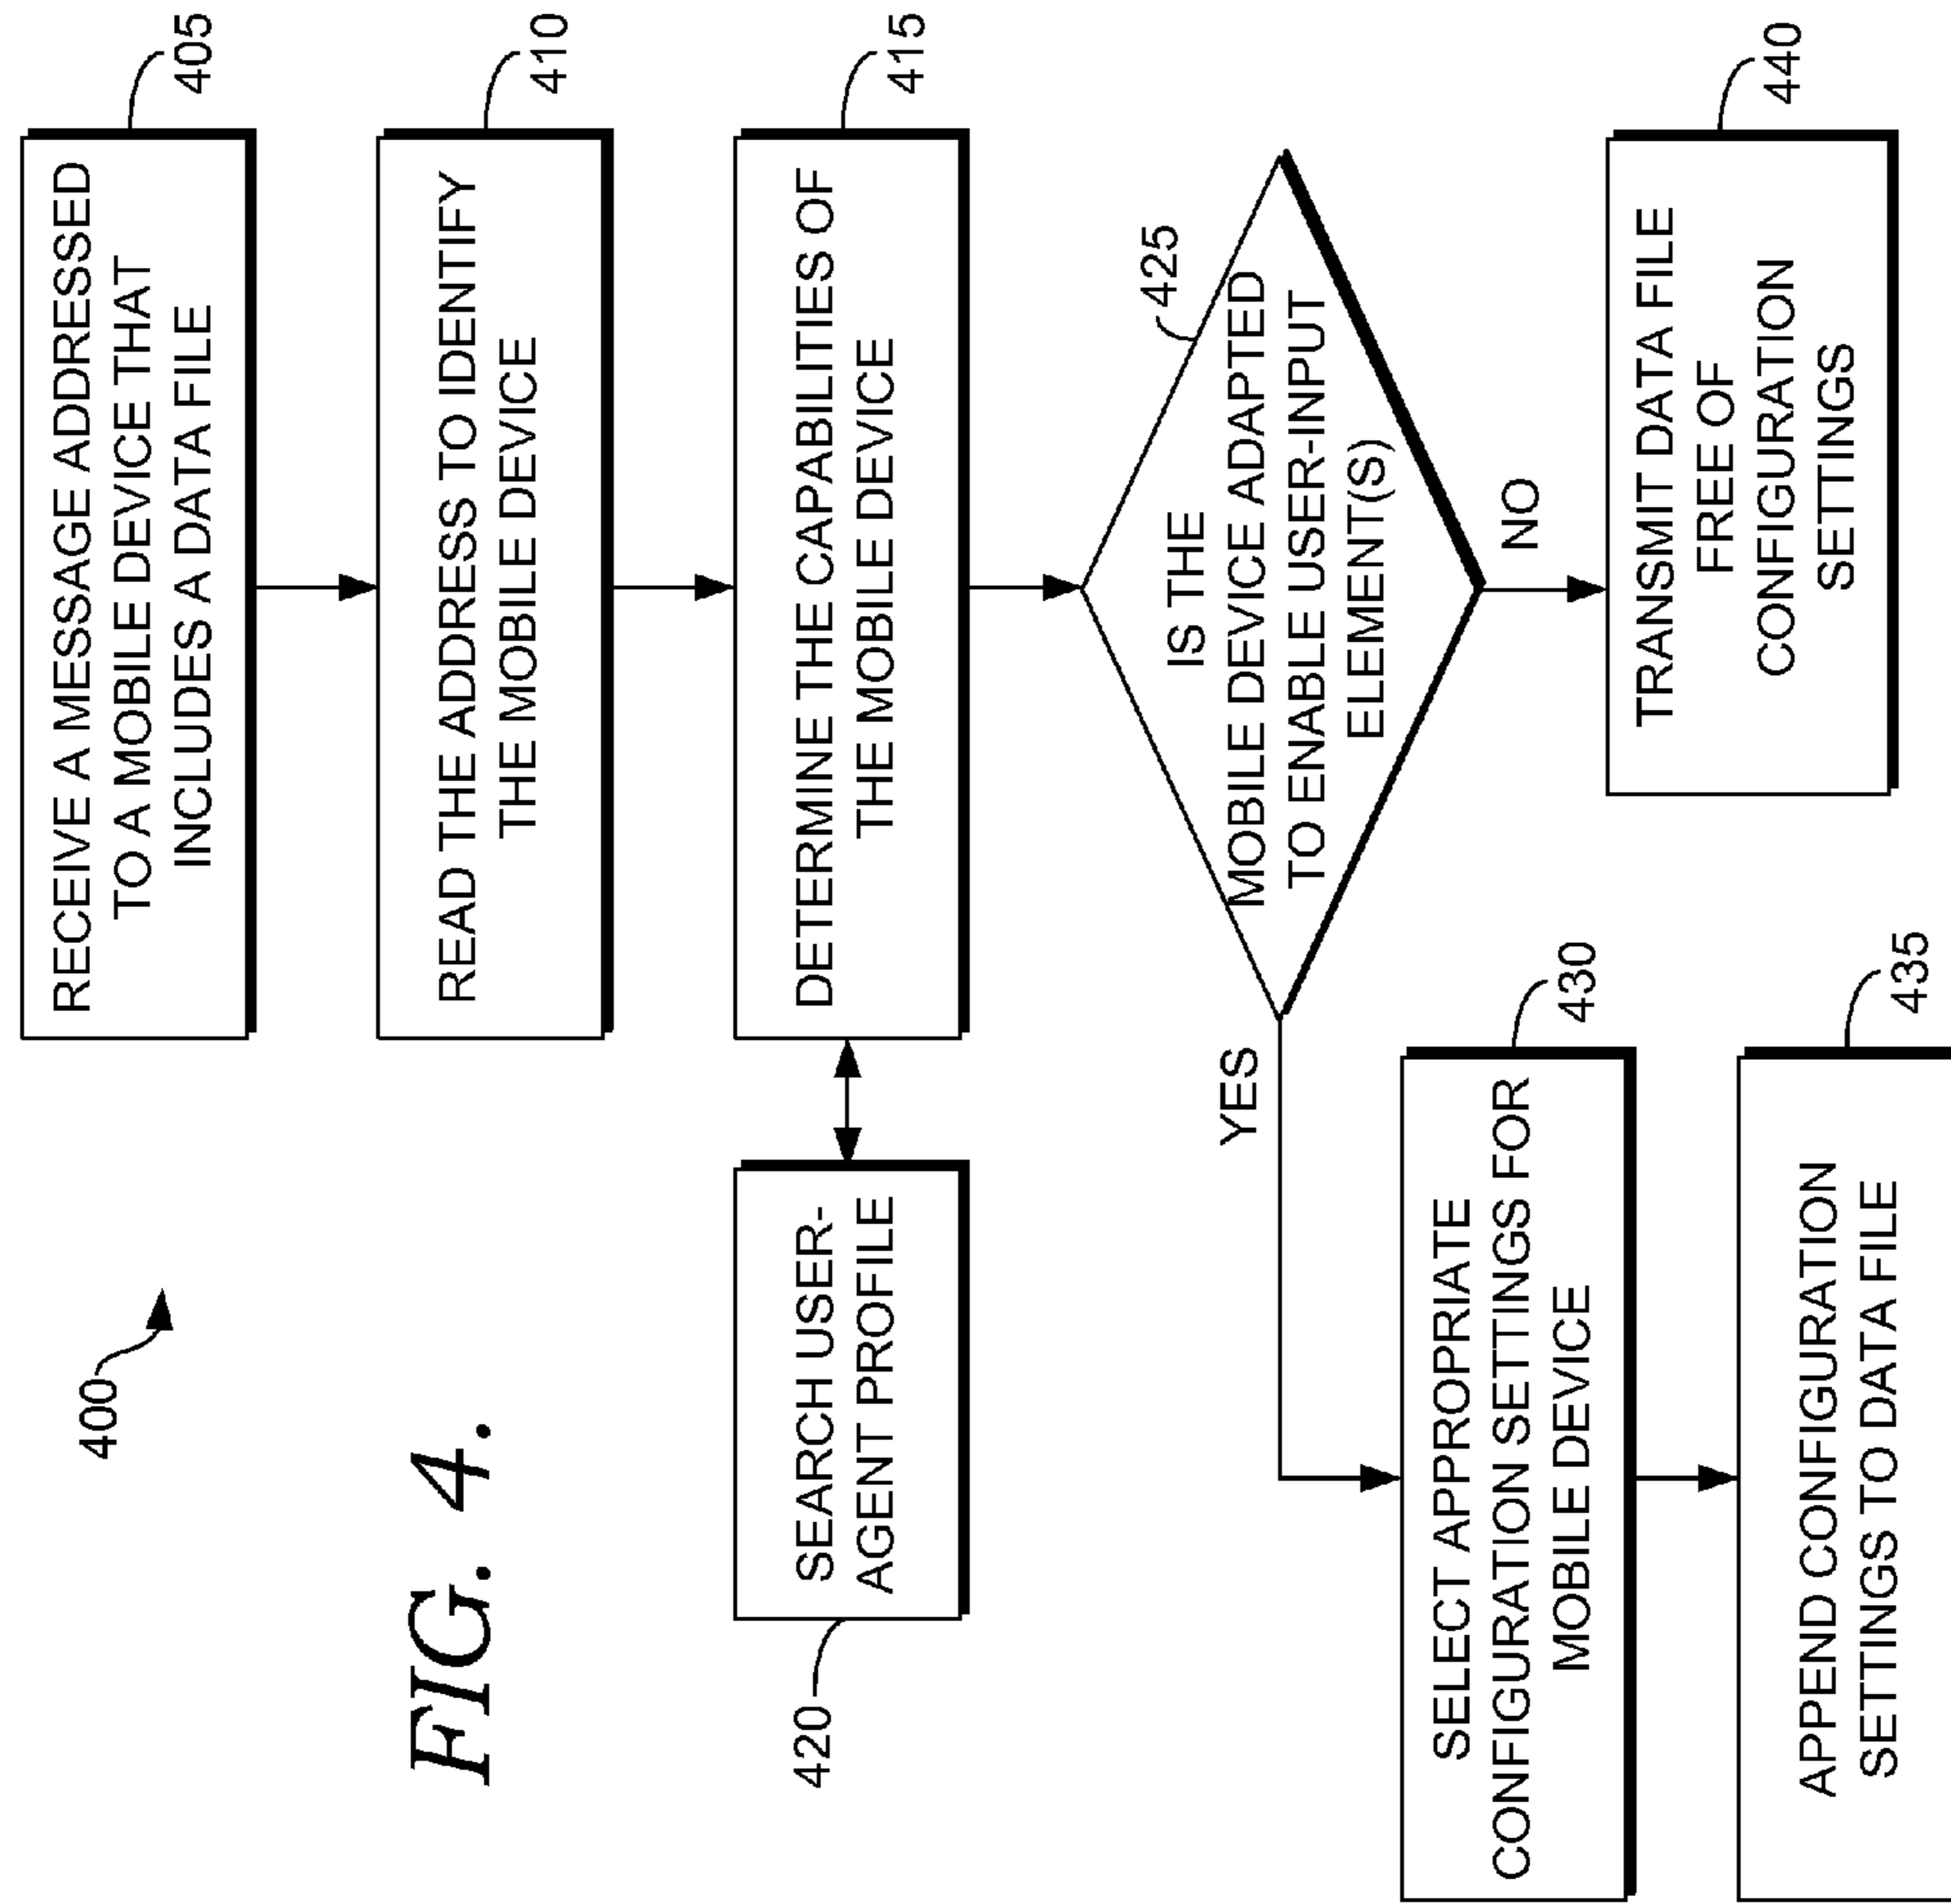 400
FIG. 4.
RECEIVE A MESSAGE ADDRESSED
TO A MOBILE DEVICE THAT
INCLUDES A DATA FILE
405
READ THE ADDRESS TO IDENTIFY
THE MOBILE DEVICE
410
DETERMINE THE CAPABILITIES OF
THE MOBILE DEVICE
415
SEARCH USER-
AGENT PROFILE
420
IS THE
MOBILE DEVICE ADAPTED
TO ENABLE USER-INPUT
ELEMENT(S)
425
YES
NO
SELECT APPROPRIATE
CONFIGURATION SETTINGS FOR
MOBILE DEVICE
430
APPEND CONFIGURATION
SETTINGS TO DATA FILE
435
TRANSMIT DATA FILE
FREE OF
CONFIGURATION
SETTINGS
440